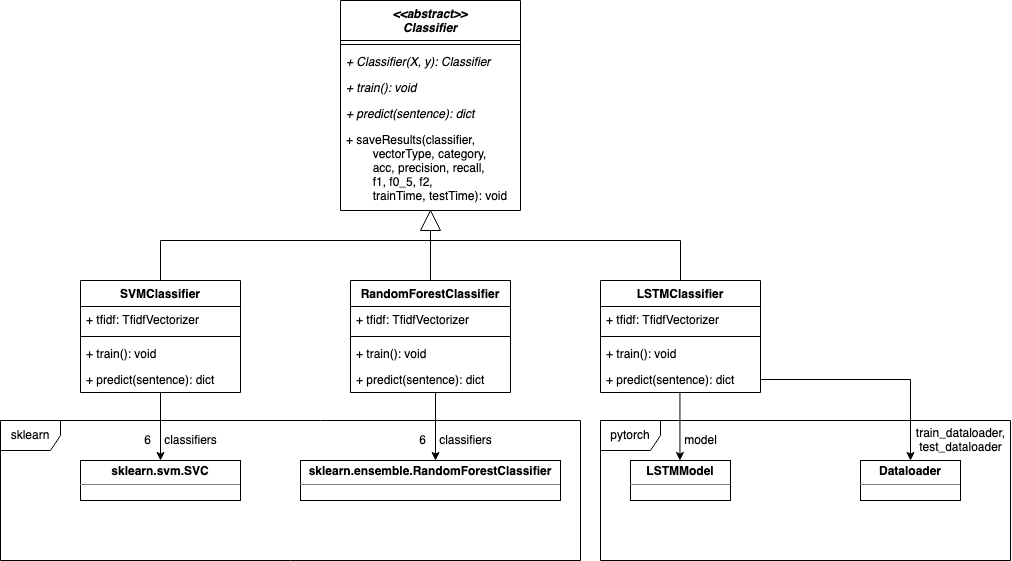 <<abstract>>
Classifier
+ Classifier(X, y): Classifier
+ train(): void
+ predict(sentence): dict
+ saveResults(classifier,
vectorType, category,
acc, precision, recall,
f1, f0_5, f2,
trainTime, testTime): void
SVMClassifier
+ tfidf: TfidfVectorizer
+ train(): void
+ predict(sentence): dict
RandomForestClassifier
+ tfidf: TfidfVectorizer
+ train(): void
+ predict(sentence): dict
LSTMClassifier
+ tfidf: TfidfVectorizer
+ train(): void
+ predict(sentence): dict
sklearn
6 classifiers
6 classifiers
sklearn.svm.SVC
sklearn.ensemble.RandomForestClassifier
pytorch
model
train_dataloader,
test_dataloader
LSTMModel
Dataloader